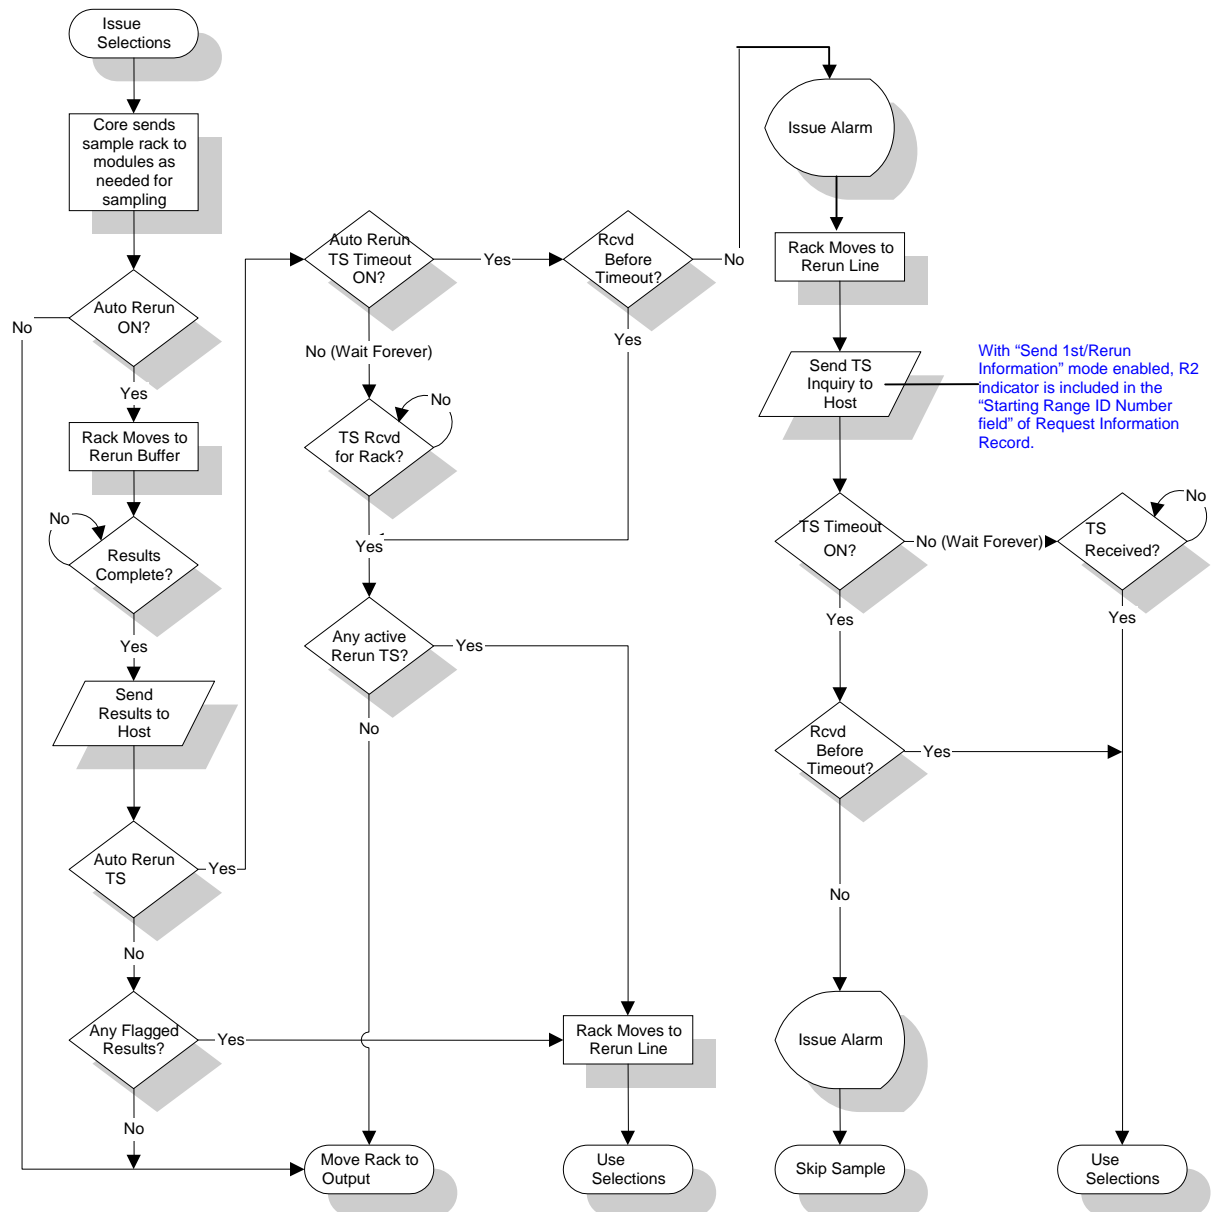 Issue
Selections
Core sends
sample rack to
modules as
needed for
sampling
Auto Rerun
ON?
No
Yes
Rack Moves to
Rerun Buffer
No
Results
Complete?
Yes
Send
Results to
Host
Auto Rerun
TS
Yes
No
Any Flagged
Results?
Yes
No
Auto Rerun
TS Timeout
ON?
Yes
No (Wait Forever)
TS Rcvd
for Rack?
No
Yes
Any active
Rerun TS?
Yes
No
Move Rack to
Output
Rcvd
Before
Timeout?
No
Yes
Rack Moves to
Rerun Line
Use
Selections
Issue Alarm
Rack Moves to
Rerun Line
Send TS
Inquiry to
Host
With “Send 1st/Rerun
Information” mode enabled, R2
indicator is included in the
“Starting Range ID Number
field” of Request Information
Record.
TS Timeout
ON?
No (Wait Forever)
TS
Received?
No
Yes
Yes
Rcvd
Before
Timeout?
Yes
No
Issue Alarm
Skip Sample
Use
Selections